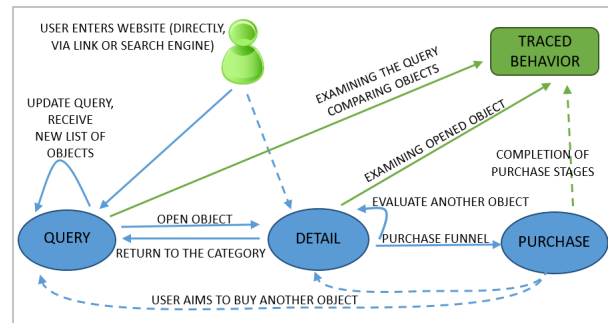 USER ENTERS WEBSITE (DIRECTLY,
VIA LINK OR SEARCH ENGINE)
TRACED
BEHAVIOR
EXAMINING THE QUERY
COMPARING OBJECTS
UPDATE QUERY,
RECEIVE
NEW LIST OF
OBJECTS
EXAMINING OPENED OBJECT
COMPLETION OF
PURCHASE STAGES
EVALUATE ANOTHER OBJECT
OPEN OBJECT
QUERY
DETAIL
PURCHASE FUNNEL
PURCHASE
RETURN TO THE CATEGORY
USER AIMS TO BUY ANOTHER OBJECT